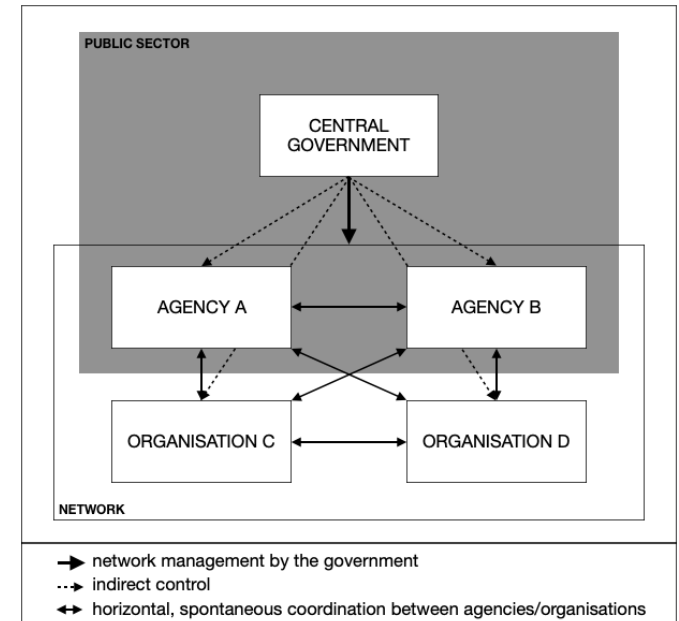 PUBLIC SECTOR
CENTRAL
GOVERNMENT
AGENCY A
AGENCY B
ORGANISATION C
ORGANISATION D
NETWORK
network management by the government
indirect control
horizontal, spontaneous coordination between agencies/organisations